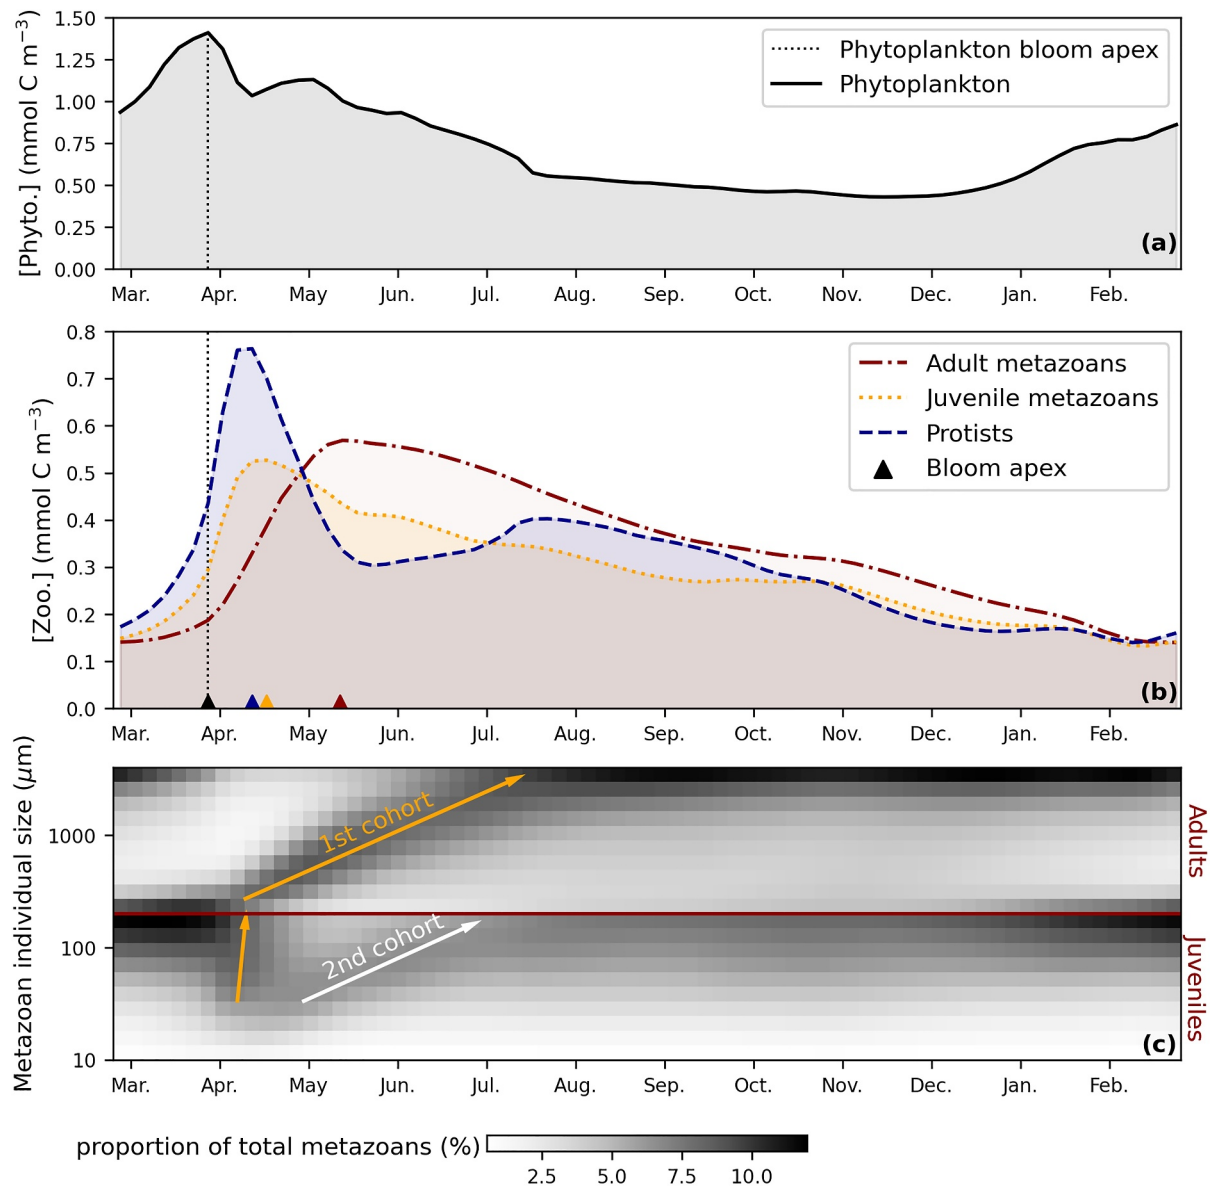 [Phyto.] (mmol C m⁻³)
1.50
1.25
1.00
0.75
0.50
0.25
0.00
Phytoplankton bloom apex
Phytoplankton
(a)
Mar. Apr. May Jun. Jul. Aug. Sep. Oct. Nov. Dec. Jan. Feb.
[Zoo.] (mmol C m⁻³)
0.8
0.7
0.6
0.5
0.4
0.3
0.2
0.1
0.0
Adult metazoans
Juvenile metazoans
Protists
Bloom apex
(b)
Mar. Apr. May Jun. Jul. Aug. Sep. Oct. Nov. Dec. Jan. Feb.
Metazoan individual size (μm)
1000
100
10
1st cohort
2nd cohort
Adults
Juveniles
(c)
Mar. Apr. May Jun. Jul. Aug. Sep. Oct. Nov. Dec. Jan. Feb.
proportion of total metazoans (%)
2.5 5.0 7.5 10.0